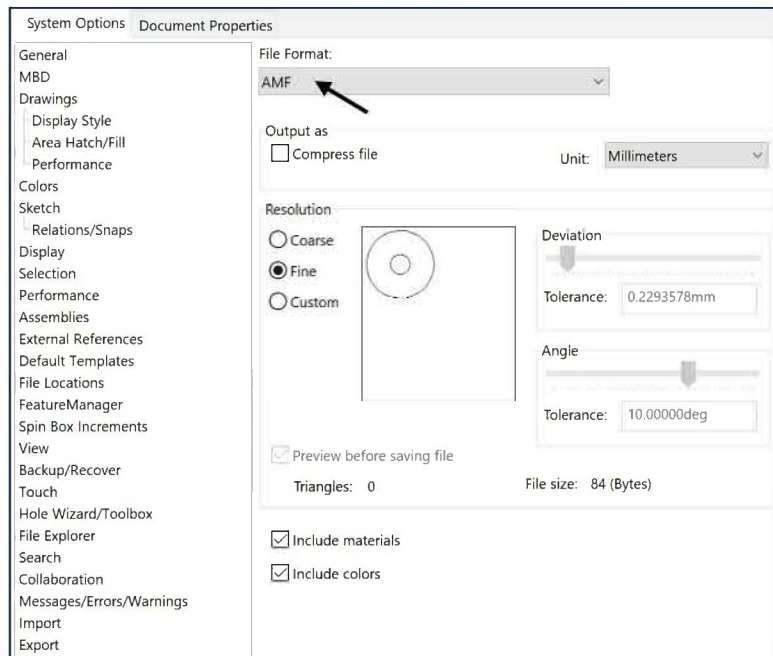 System Options
Document Properties
General
MBD
Drawings
Display Style
Area Hatch/Fill
Performance
Colors
Sketch
Relations/Snaps
Display
Selection
Performance
Assemblies
External References
Default Templates
File Locations
FeatureManager
Spin Box Increments
View
Backup/Recover
Touch
Hole Wizard/Toolbox
File Explorer
Search
Collaboration
Messages/Errors/Warnings
Import
Export
File Format:
AMF
Output as
Compress file
Unit: Millimeters
Resolution
Coarse
Fine
Custom
Deviation
Tolerance: 0.2293578mm
Angle
Tolerance: 10.00000deg
Preview before saving file
Triangles: 0
File size: 84 (Bytes)
Include materials
Include colors